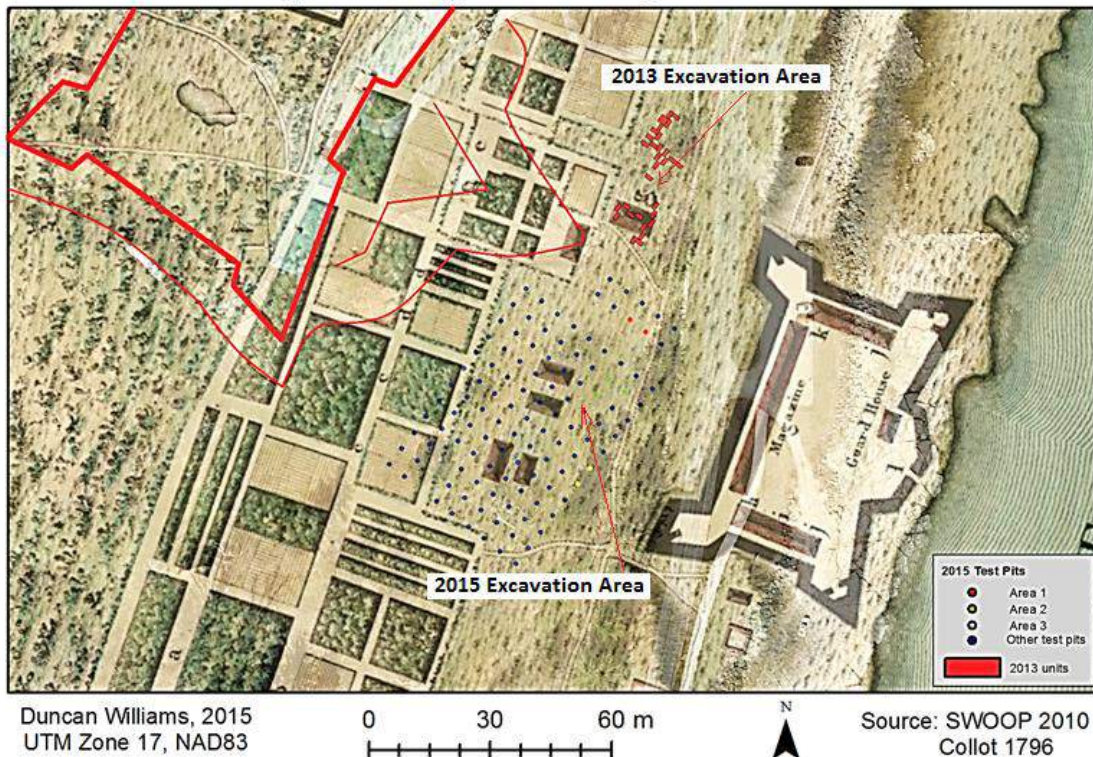 2013 Excavation Area
Magazine
Guard House
k
a
2015 Excavation Area
2015 Test Pits
Area 1
Area 2
Area 3
Other test pits
2013 units
Duncan Williams, 2015
UTM Zone 17, NAD83
0 30 60 m
N
Source: SWOOP 2010
Collot 1796